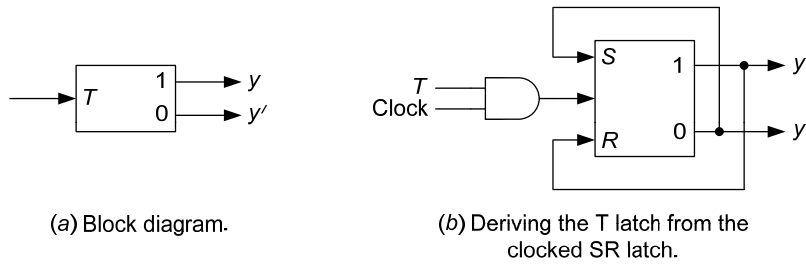 T
1
y
0
y′
(a) Block diagram.
T
Clock
S
1
y
R
0
y
(b) Deriving the T latch from the
clocked SR latch.